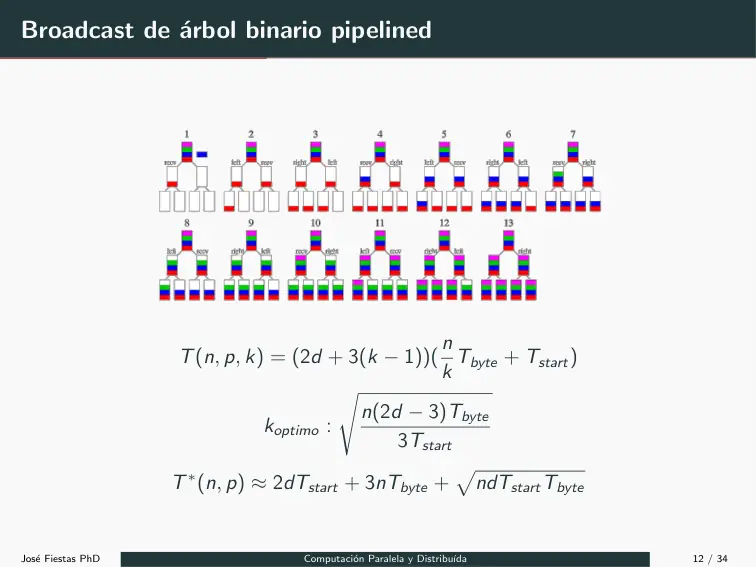 Broadcast de árbol binario pipelined
1 2 3 4 5 6 7
recv left recv right left recv right left recv right left recv right
8 9 10 11 12 13
left recv right left recv right left recv right left right
T(n, p, k) = (2d + 3(k − 1))(n/k T_byte + T_start)
k_optimo : √(n(2d − 3)T_byte / 3T_start)
T*(n, p) ≈ 2dT_start + 3nT_byte + √(ndT_start T_byte)
José Fiestas PhD Computación Paralela y Distribuída 12 / 34